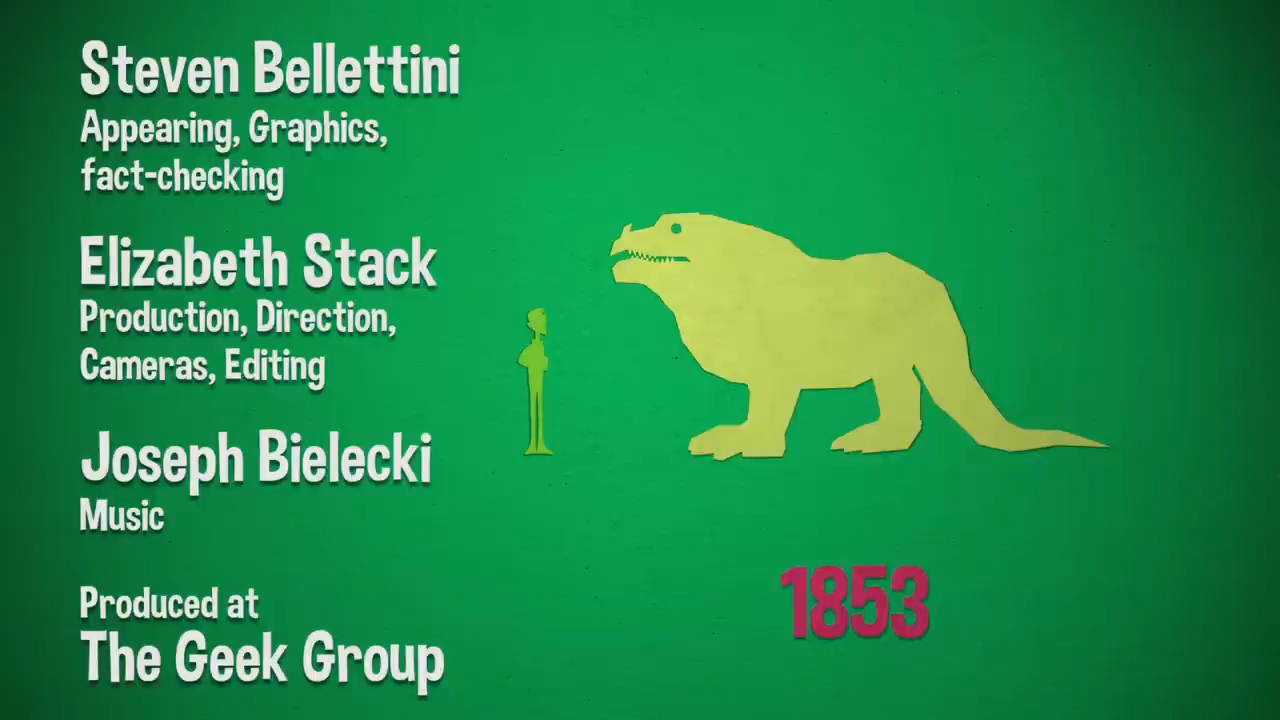 Steven Bellettini
Appearing, Graphics,
fact-checking
Elizabeth Stack
Production, Direction,
Cameras, Editing
Joseph Bielecki
Music
Produced at
The Geek Group
1853